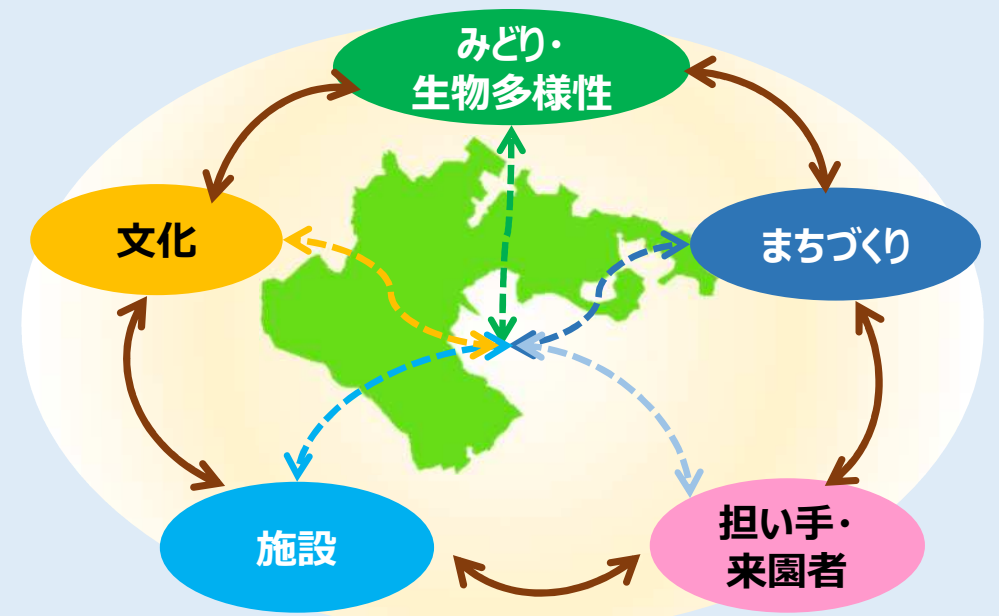 みどり・
生物多様性
文化
まちづくり
施設
担い手・
来園者